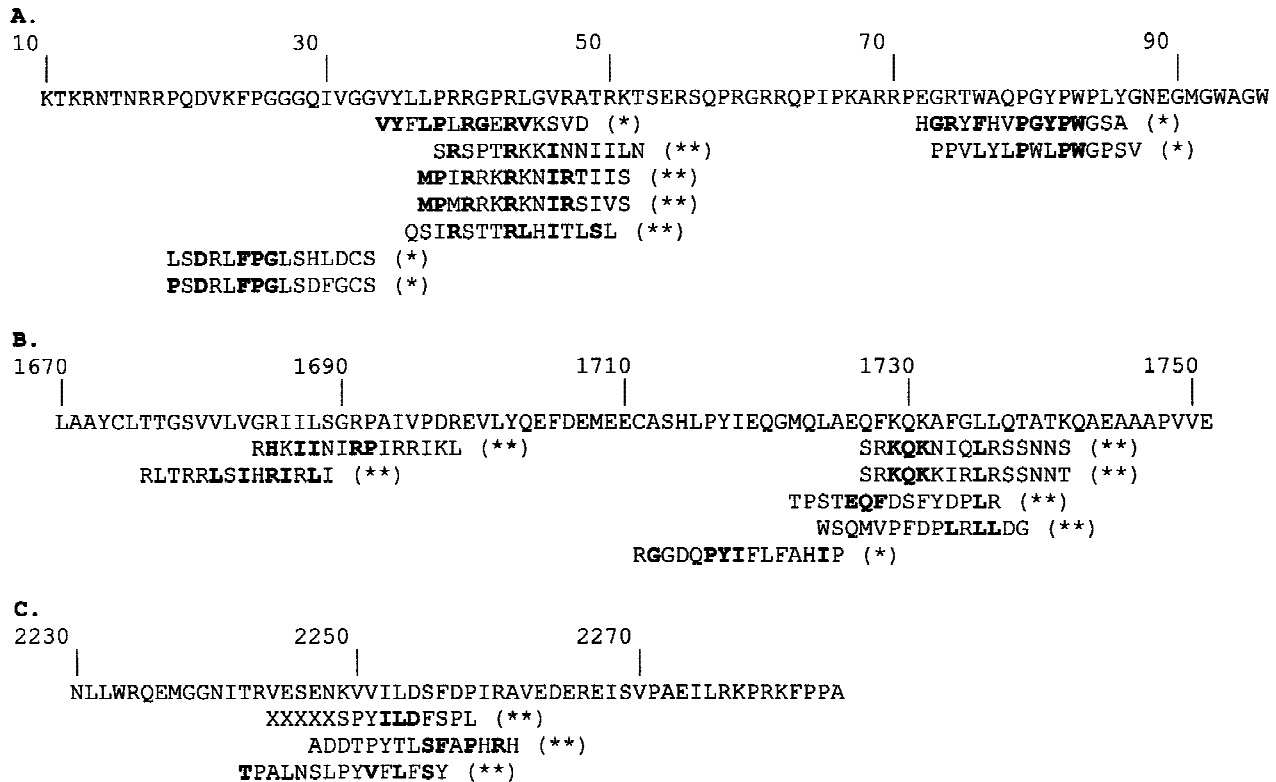 A.
10 30 50 70 90
KTKRNTNRRPQDVKFPGGGQIVGGVYLLPRRGPRLGVRATRKTSERSQPRGRRQPIPKARRPEGRTWAQPGYPWPLYGNEGMGWAGW
VYFLPLRGERVKSVD (*) HGRYFHVPGYPWGSA (*)
SRSPTRKKINNIILN (**) PPVLYLPWLPWGPSV (*)
MPIRRKRKNIRTIIS (**)
MPMRRKRKNIRSIVS (**)
QSIRSTTRLHITLSL (**)
LSDRLFPGLSHLDCS (*)
PSDRLFPGLSDFGCS (*)
B.
1670 1690 1710 1730 1750
LAAYCLTTGSVVLVGRIILSGRPAIVPDREVLYQEFDEMEECASHLPYIEQGMQLAEQFKQKAFGLLQTATKQAEAAAPVVE
RHKIINIRPIRRIKL (**) SRKQKNIQLRSSNNS (**)
RLTRRLSIHRIRLI (**) SRKQKKIRLRSSNNT (**)
TPSTEQFDSFYDPLR (**)
WSQMVPFDPLRLLDG (**)
RGGDQPYIFLFAHIP (*)
C.
2230 2250 2270
NLLWRQEMGGNITRVESENKVVILDSFDPIRAVEDEREISVPAEILRKPRKFPPA
XXXXXSPYILDFSPL (**)
ADDTPYTLSFAPHRH (**)
TPALNSLPYVFLFSY (**)